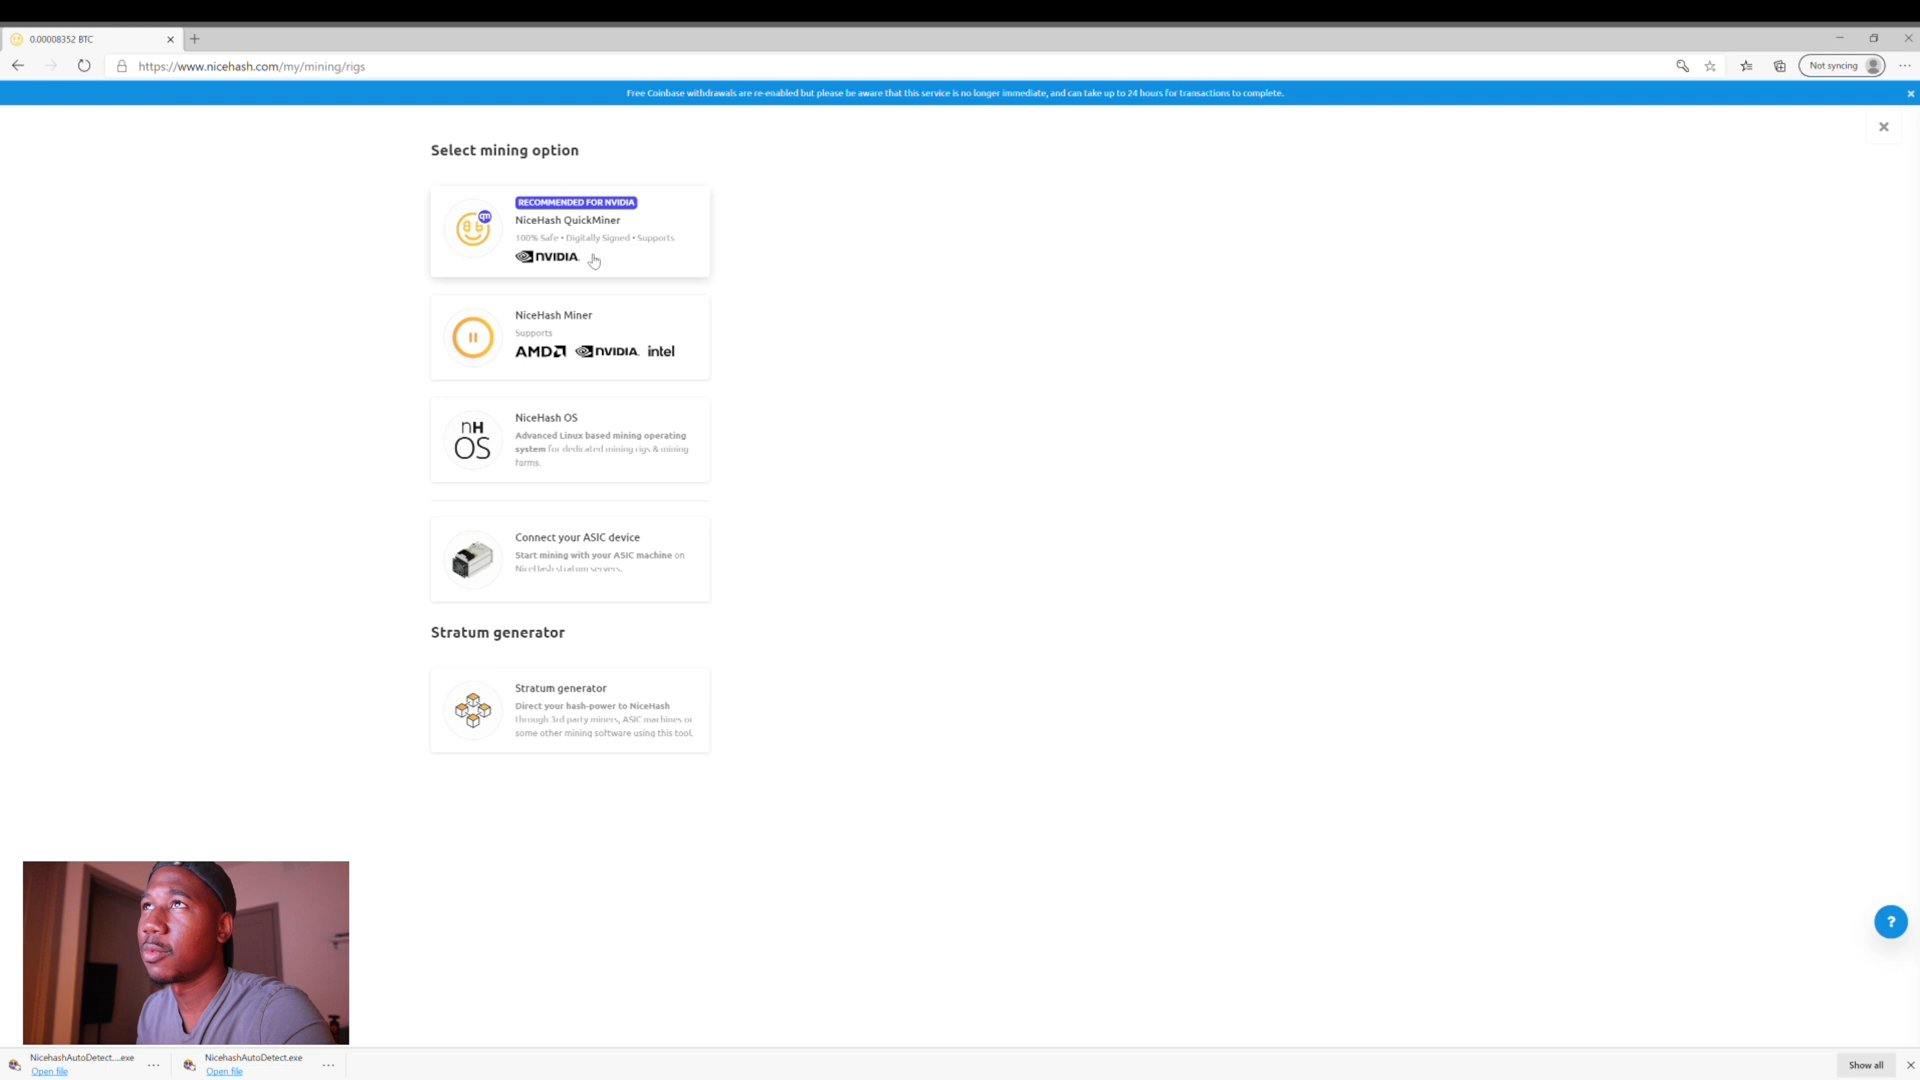 0.00008352 BTC
https://www.nicehash.com/my/mining/rigs
Not syncing
Free Coinbase withdrawals are re-enabled but please be aware that this service is no longer immediate, and can take up to 24 hours for transactions to complete.
Select mining option
RECOMMENDED FOR NVIDIA
NiceHash QuickMiner
100% Safe • Digitally Signed • Supports
NVIDIA.
NiceHash Miner
Supports
AMD NVIDIA. intel
nH
OS
NiceHash OS
Advanced Linux based mining operating
system for dedicated mining rigs & mining
farms.
Connect your ASIC device
Start mining with your ASIC machine on
NiceHash stratum servers.
Stratum generator
Stratum generator
Direct your hash-power to NiceHash
through 3rd party miners, ASIC machines or
some other mining software using this tool.
?
NicehashAutoDetect....exe
Open file
NicehashAutoDetect.exe
Open file
Show all